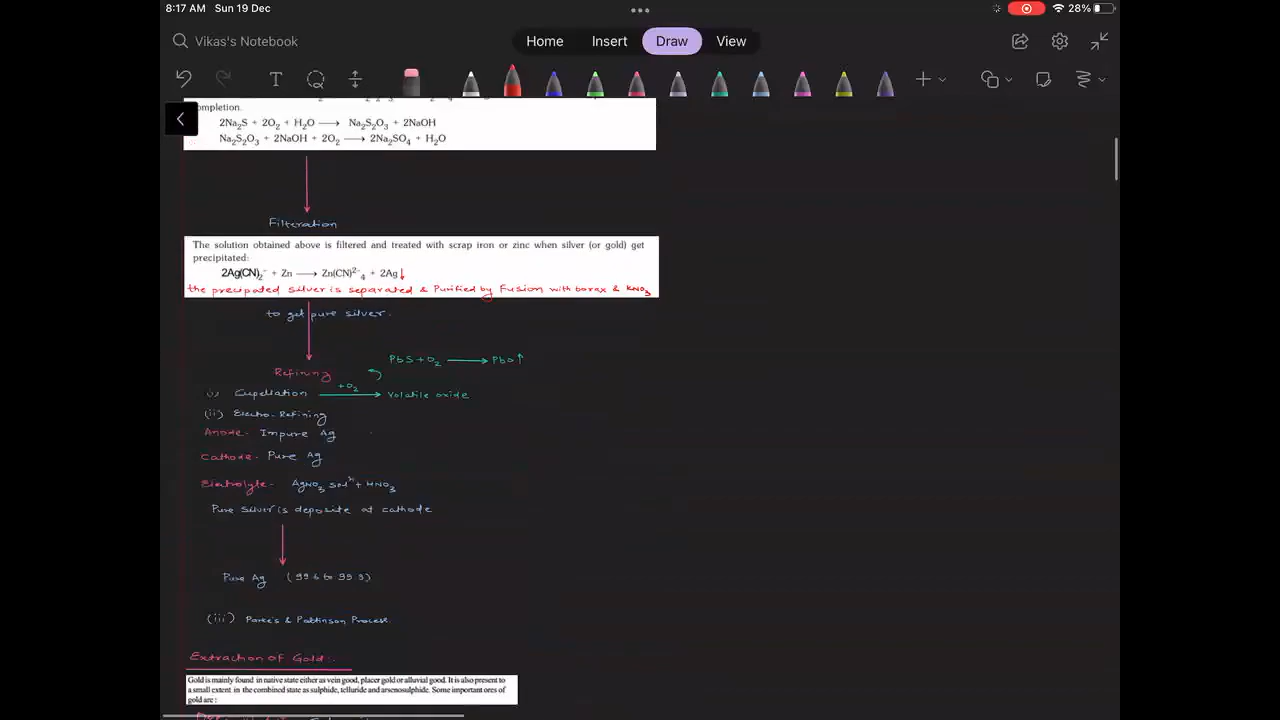 8:17 AM Sun 19 Dec
28%
Vikas's Notebook
Home Insert Draw View
ompletion.
2Na₂S + 2O₂ + H₂O ⟶ Na₂S₂O₃ + 2NaOH
Na₂S₂O₃ + 2NaOH + 2O₂ ⟶ 2Na₂SO₄ + H₂O
Filteration
The solution obtained above is filtered and treated with scrap iron or zinc when silver (or gold) get
precipitated:
2Ag(CN)₂⁻ + Zn ⟶ Zn(CN)²⁻₄ + 2Ag↓
the precipated silver is separated & Purified by Fusion with borax & KNO₃
to get pure silver.
PbS + O₂ ⟶ PbO↑
Refining
(i) Cupellation +O₂ ⟶ Volatile oxide
(ii) Electro-Refining
Anode- Impure Ag
Cathode- Pure Ag
Electrolyte- AgNO₃ solⁿ + HNO₃
Pure Silver is deposite at cathode
Pure Ag (99.6 to 99.9)
(iii) Parke's & Pattinson Process.
Extraction of Gold:-
Gold is mainly found in native state either as vein good, placer gold or alluvial good. It is also present to
a small extent in the combined state as sulphide, telluride and arsenosulphide. Some important ores of
gold are :